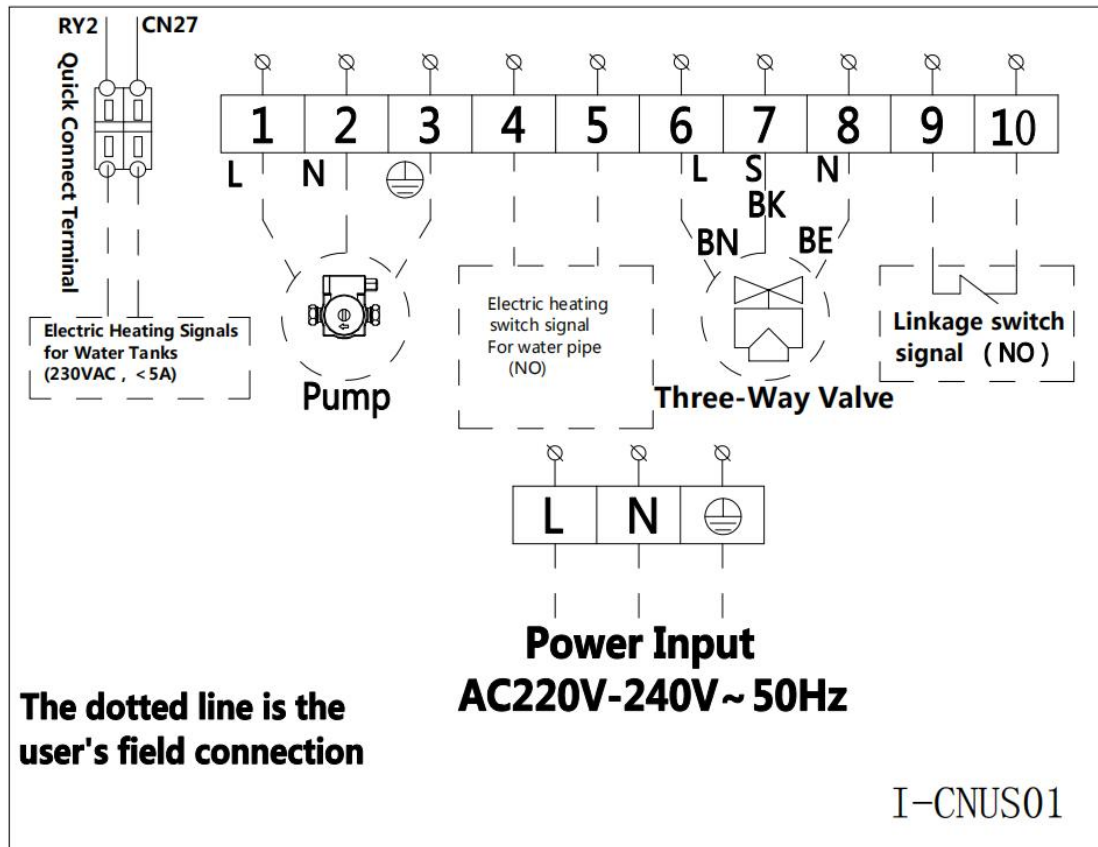 RY2
CN27
Quick Connect Terminal
1
2
3
4
5
6
7
8
9
10
L
N
L
S
N
BK
BN
BE
Electric Heating Signals
for Water Tanks
(230VAC , <5A)
Pump
Electric heating
switch signal
For water pipe
(NO)
Three-Way Valve
Linkage switch
signal (NO)
L
N
Power Input
AC220V-240V~50Hz
The dotted line is the
user's field connection
I-CNUS01